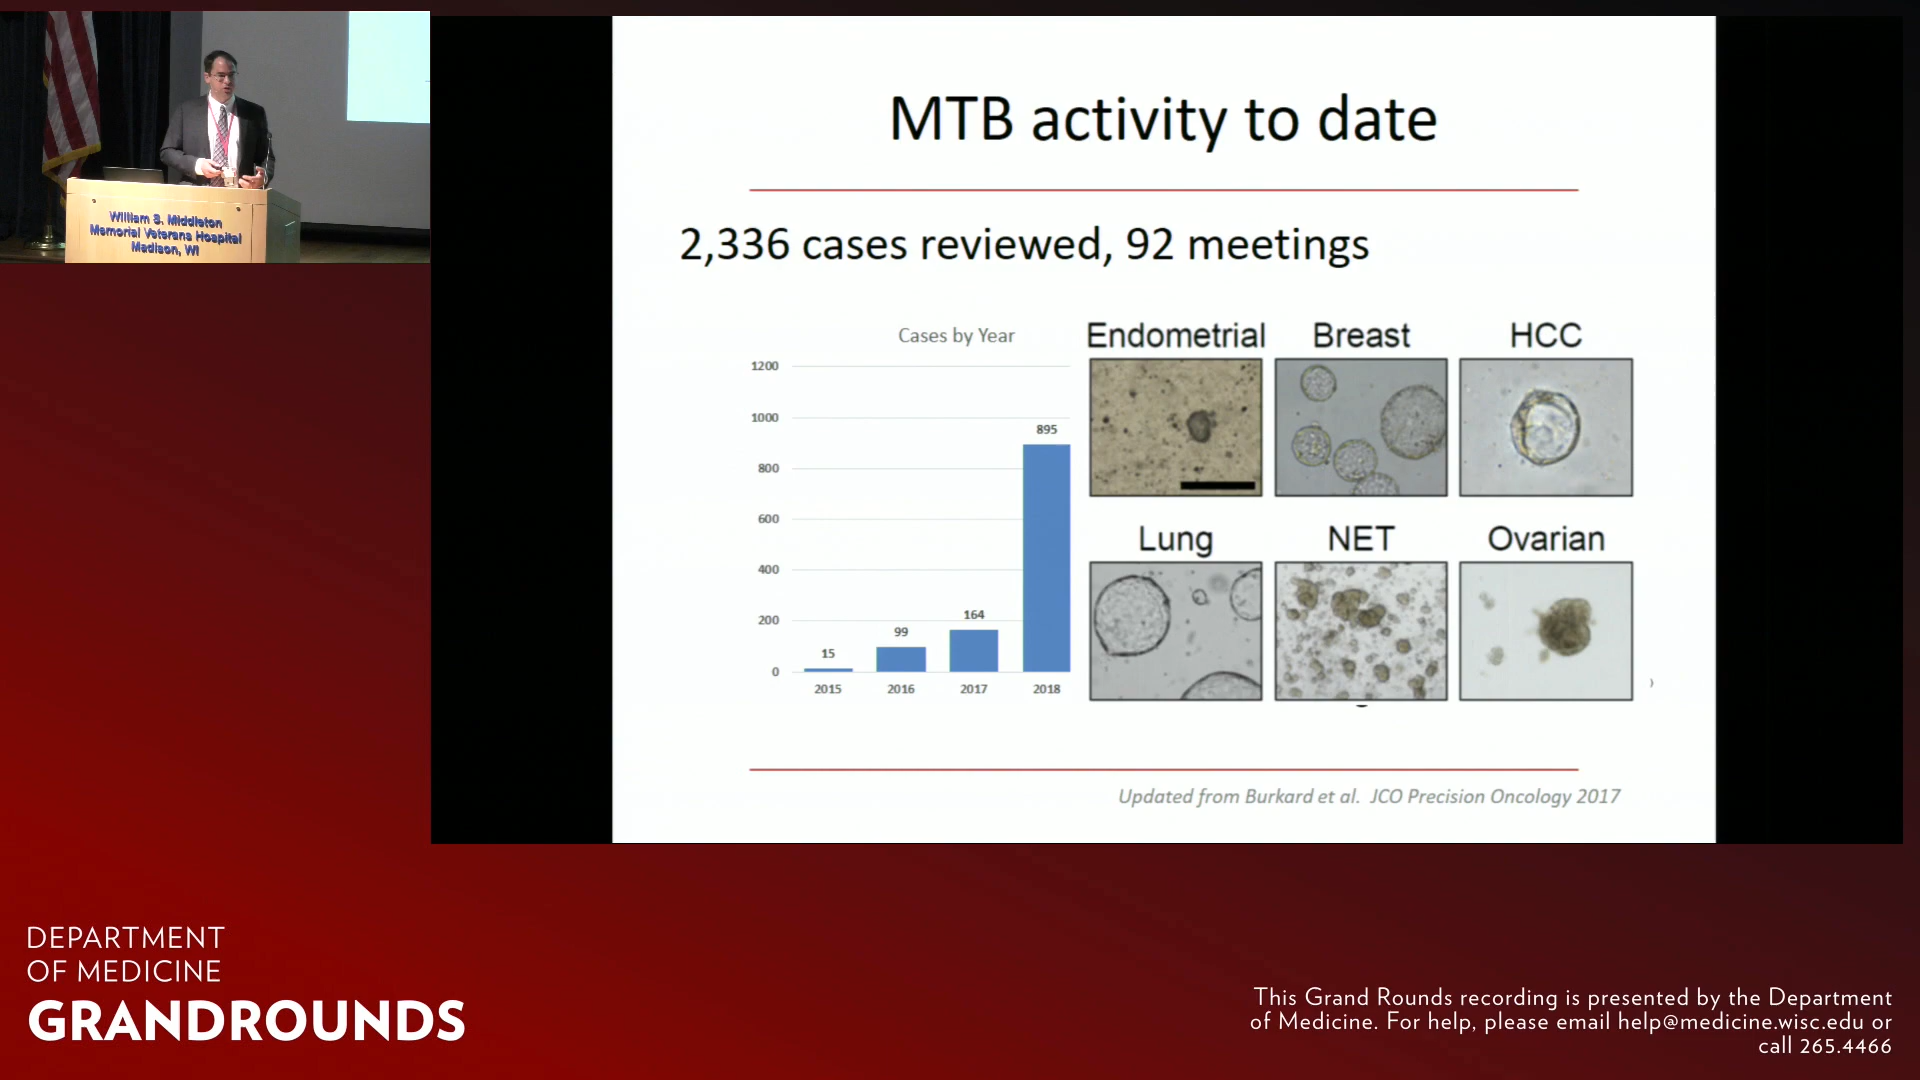 William S. Middleton
Memorial Veterans Hospital
Madison, WI
MTB activity to date
2,336 cases reviewed, 92 meetings
Cases by Year
1200
1000
800
600
400
200
0
15
99
164
895
2015
2016
2017
2018
Endometrial
Breast
HCC
Lung
NET
Ovarian
Updated from Burkard et al. JCO Precision Oncology 2017
DEPARTMENT
OF MEDICINE
GRANDROUNDS
This Grand Rounds recording is presented by the Department
of Medicine. For help, please email help@medicine.wisc.edu or
call 265.4466